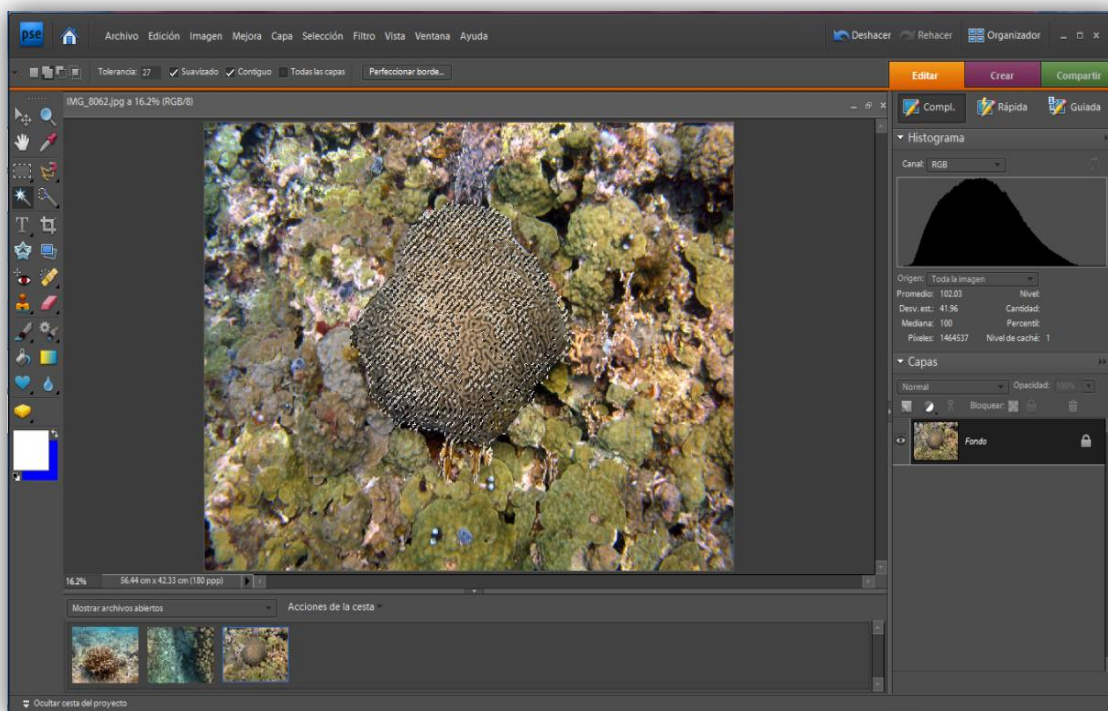 pse Archivo Edición Imagen Mejora Capa Selección Filtro Vista Ventana Ayuda Deshacer Rehacer Organizador
Tolerancia: 27 Suavizado Contiguo Todas las capas Perfeccionar borde... Editar Crear Compartir
IMG_8062.jpg a 16.2% (RGB/8)
Compl. Rápida Guiada
Histograma
Canal: RGB
Origen: Toda la imagen
Promedio: 102.03 Nivel:
Desv. est.: 41.96 Cantidad:
Mediana: 100 Percentil:
Píxeles: 1464537 Nivel de caché: 1
Capas
Normal Opacidad: 100%
Bloquear:
Fondo
T
16.2% 56.44 cm x 42.33 cm (180 ppp)
Mostrar archivos abiertos Acciones de la cesta
Ocultar cesta del proyecto